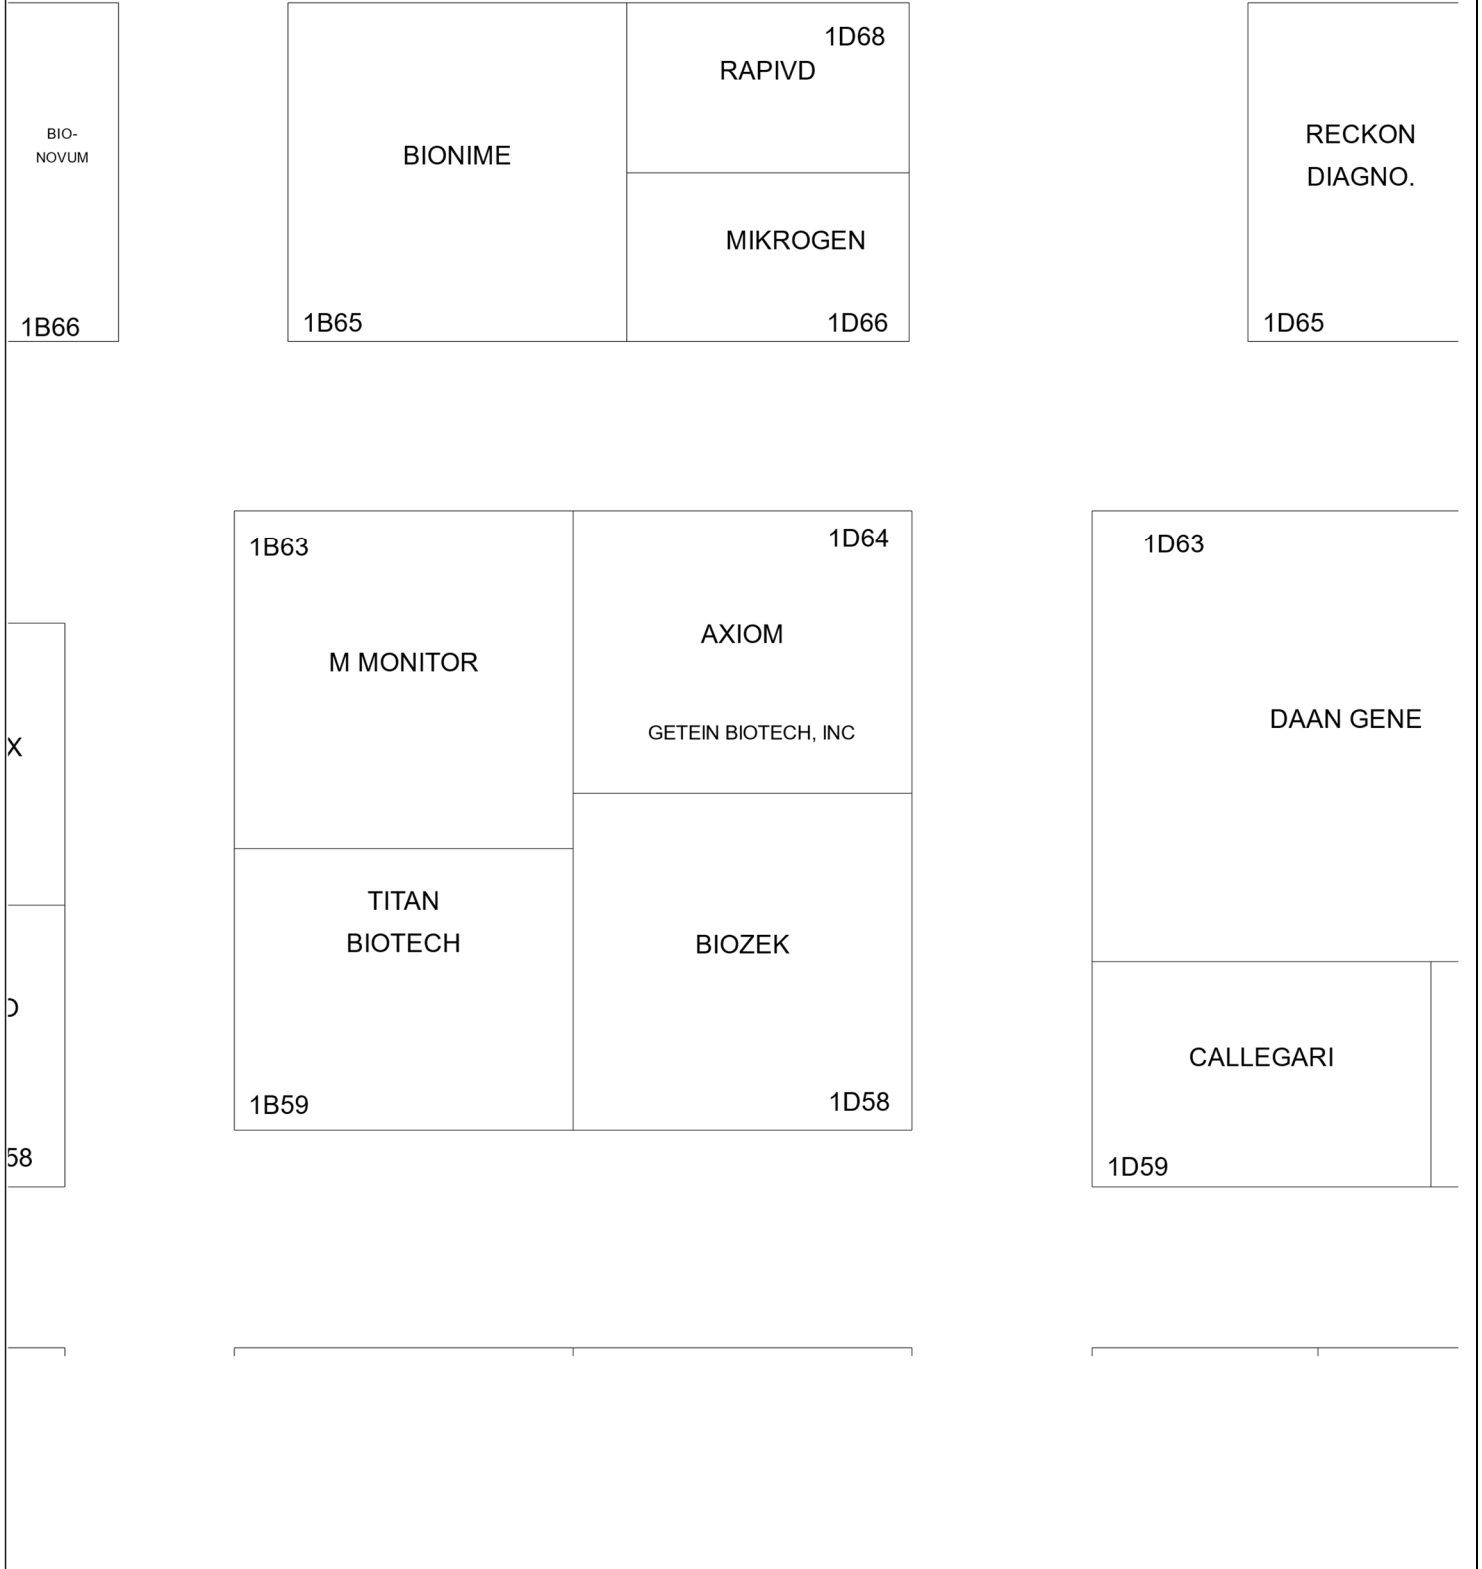 BIO-
NOVUM
1B66
BIONIME
1B65
1D68
RAPIVD
MIKROGEN
1D66
RECKON
DIAGNO.
1D65
1B63
M MONITOR
1D64
AXIOM
GETEIN BIOTECH, INC
TITAN
BIOTECH
1B59
BIOZEK
1D58
1D63
DAAN GENE
CALLEGARI
1D59
X
58